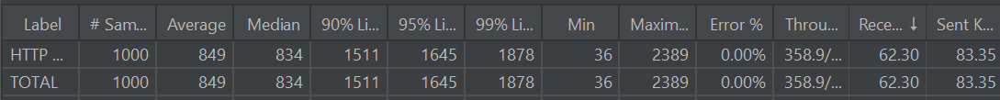 Label # Sam... Average Median 90% Li... 95% Li... 99% Li... Min Maxim... Error % Throu... Rece... ↓ Sent K...
HTTP ... 1000 849 834 1511 1645 1878 36 2389 0.00% 358.9/... 62.30 83.35
TOTAL 1000 849 834 1511 1645 1878 36 2389 0.00% 358.9/... 62.30 83.35